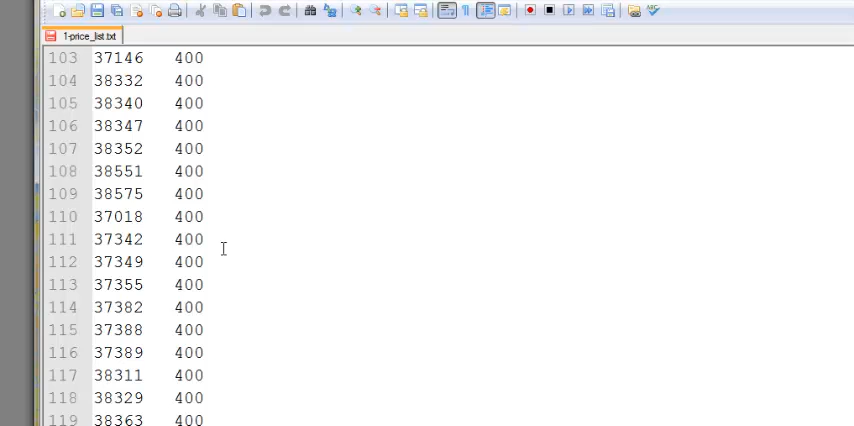 1-price_list.txt
103 37146 400
104 38332 400
105 38340 400
106 38347 400
107 38352 400
108 38551 400
109 38575 400
110 37018 400
111 37342 400
112 37349 400
113 37355 400
114 37382 400
115 37388 400
116 37389 400
117 38311 400
118 38329 400
119 38363 400